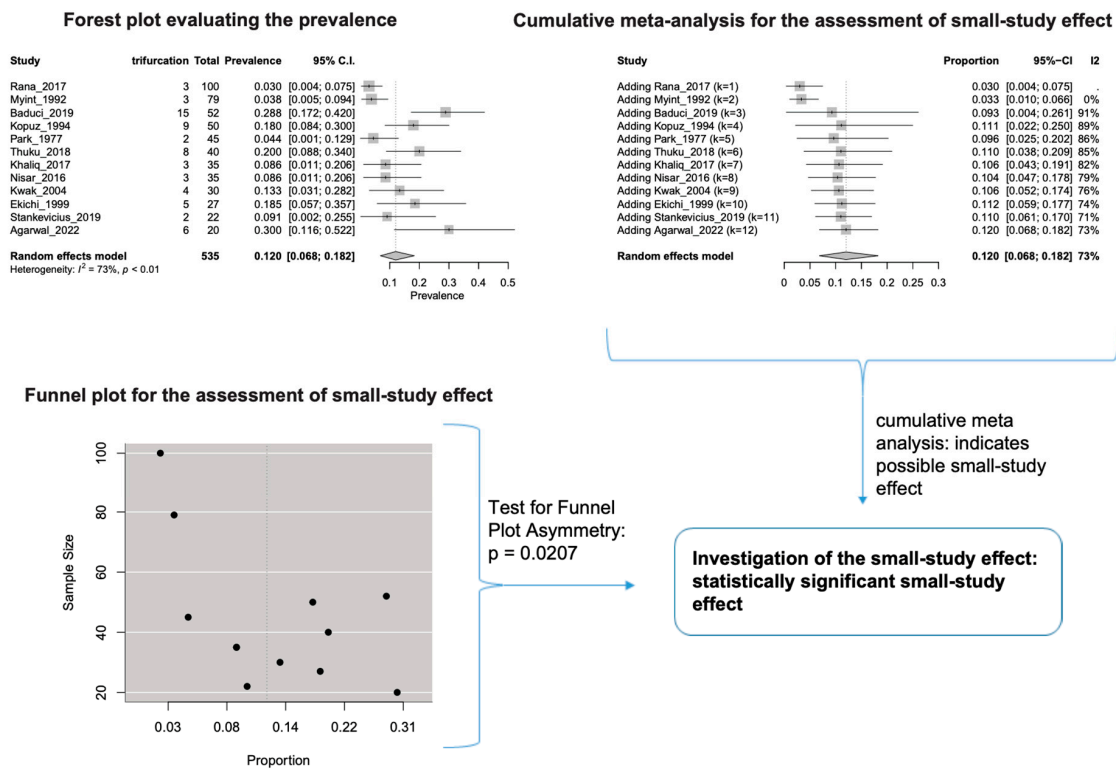 Forest plot evaluating the prevalence
Study trifurcation Total Prevalence 95% C.I.
Rana_2017 3 100 0.030 [0.004; 0.075]
Myint_1992 3 79 0.038 [0.005; 0.094]
Baduci_2019 15 52 0.288 [0.172; 0.420]
Kopuz_1994 9 50 0.180 [0.084; 0.300]
Park_1977 2 45 0.044 [0.001; 0.129]
Thuku_2018 8 40 0.200 [0.088; 0.340]
Khaliq_2017 3 35 0.086 [0.011; 0.206]
Nisar_2016 3 35 0.086 [0.011; 0.206]
Kwak_2004 4 30 0.133 [0.031; 0.282]
Ekichi_1999 5 27 0.185 [0.057; 0.357]
Stankevicius_2019 2 22 0.091 [0.002; 0.255]
Agarwal_2022 6 20 0.300 [0.116; 0.522]
Random effects model 535 0.120 [0.068; 0.182]
Heterogeneity: I² = 73%, p < 0.01
0.1 0.2 0.3 0.4 0.5
Prevalence
Cumulative meta-analysis for the assessment of small-study effect
Study Proportion 95%-CI I2
Adding Rana_2017 (k=1) 0.030 [0.004; 0.075] .
Adding Myint_1992 (k=2) 0.033 [0.010; 0.066] 0%
Adding Baduci_2019 (k=3) 0.093 [0.004; 0.261] 91%
Adding Kopuz_1994 (k=4) 0.111 [0.022; 0.250] 89%
Adding Park_1977 (k=5) 0.096 [0.025; 0.202] 86%
Adding Thuku_2018 (k=6) 0.110 [0.038; 0.209] 85%
Adding Khaliq_2017 (k=7) 0.106 [0.043; 0.191] 82%
Adding Nisar_2016 (k=8) 0.104 [0.047; 0.178] 79%
Adding Kwak_2004 (k=9) 0.106 [0.052; 0.174] 76%
Adding Ekichi_1999 (k=10) 0.112 [0.059; 0.177] 74%
Adding Stankevicius_2019 (k=11) 0.110 [0.061; 0.170] 71%
Adding Agarwal_2022 (k=12) 0.120 [0.068; 0.182] 73%
Random effects model 0.120 [0.068; 0.182] 73%
0 0.05 0.1 0.15 0.2 0.25 0.3
cumulative meta
analysis: indicates
possible small-study
effect
Funnel plot for the assessment of small-study effect
100
80
60
40
20
Sample Size
0.03 0.08 0.14 0.22 0.31
Proportion
Test for Funnel
Plot Asymmetry:
p = 0.0207
Investigation of the small-study effect:
statistically significant small-study
effect